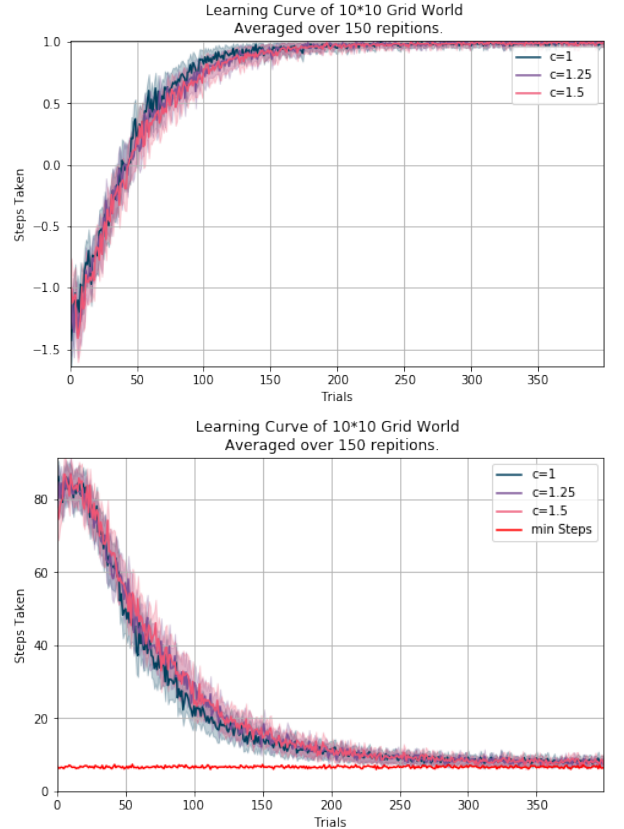 Learning Curve of 10*10 Grid World
Averaged over 150 repitions.
1.0
0.5
0.0
−0.5
−1.0
−1.5
Steps Taken
c=1
c=1.25
c=1.5
0 50 100 150 200 250 300 350
Trials
Learning Curve of 10*10 Grid World
Averaged over 150 repitions.
80
60
40
20
0
Steps Taken
c=1
c=1.25
c=1.5
min Steps
0 50 100 150 200 250 300 350
Trials